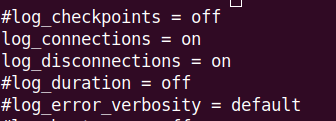 #log_checkpoints = off
log_connections = on
log_disconnections = on
#log_duration = off
#log_error_verbosity = default